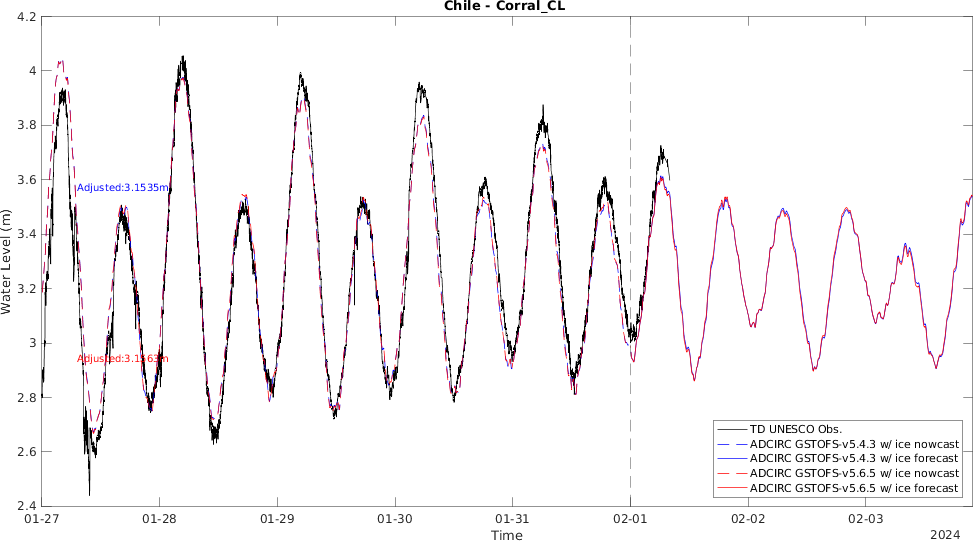 Chile - Corral_CL
4.2
4
3.8
3.6
3.4
3.2
3
2.8
2.6
2.4
Water Level (m)
Adjusted:3.1535m
Adjusted:3.1563m
TD UNESCO Obs.
ADCIRC GSTOFS-v5.4.3 w/ ice nowcast
ADCIRC GSTOFS-v5.4.3 w/ ice forecast
ADCIRC GSTOFS-v5.6.5 w/ ice nowcast
ADCIRC GSTOFS-v5.6.5 w/ ice forecast
01-27 01-28 01-29 01-30 01-31 02-01 02-02 02-03
Time
2024